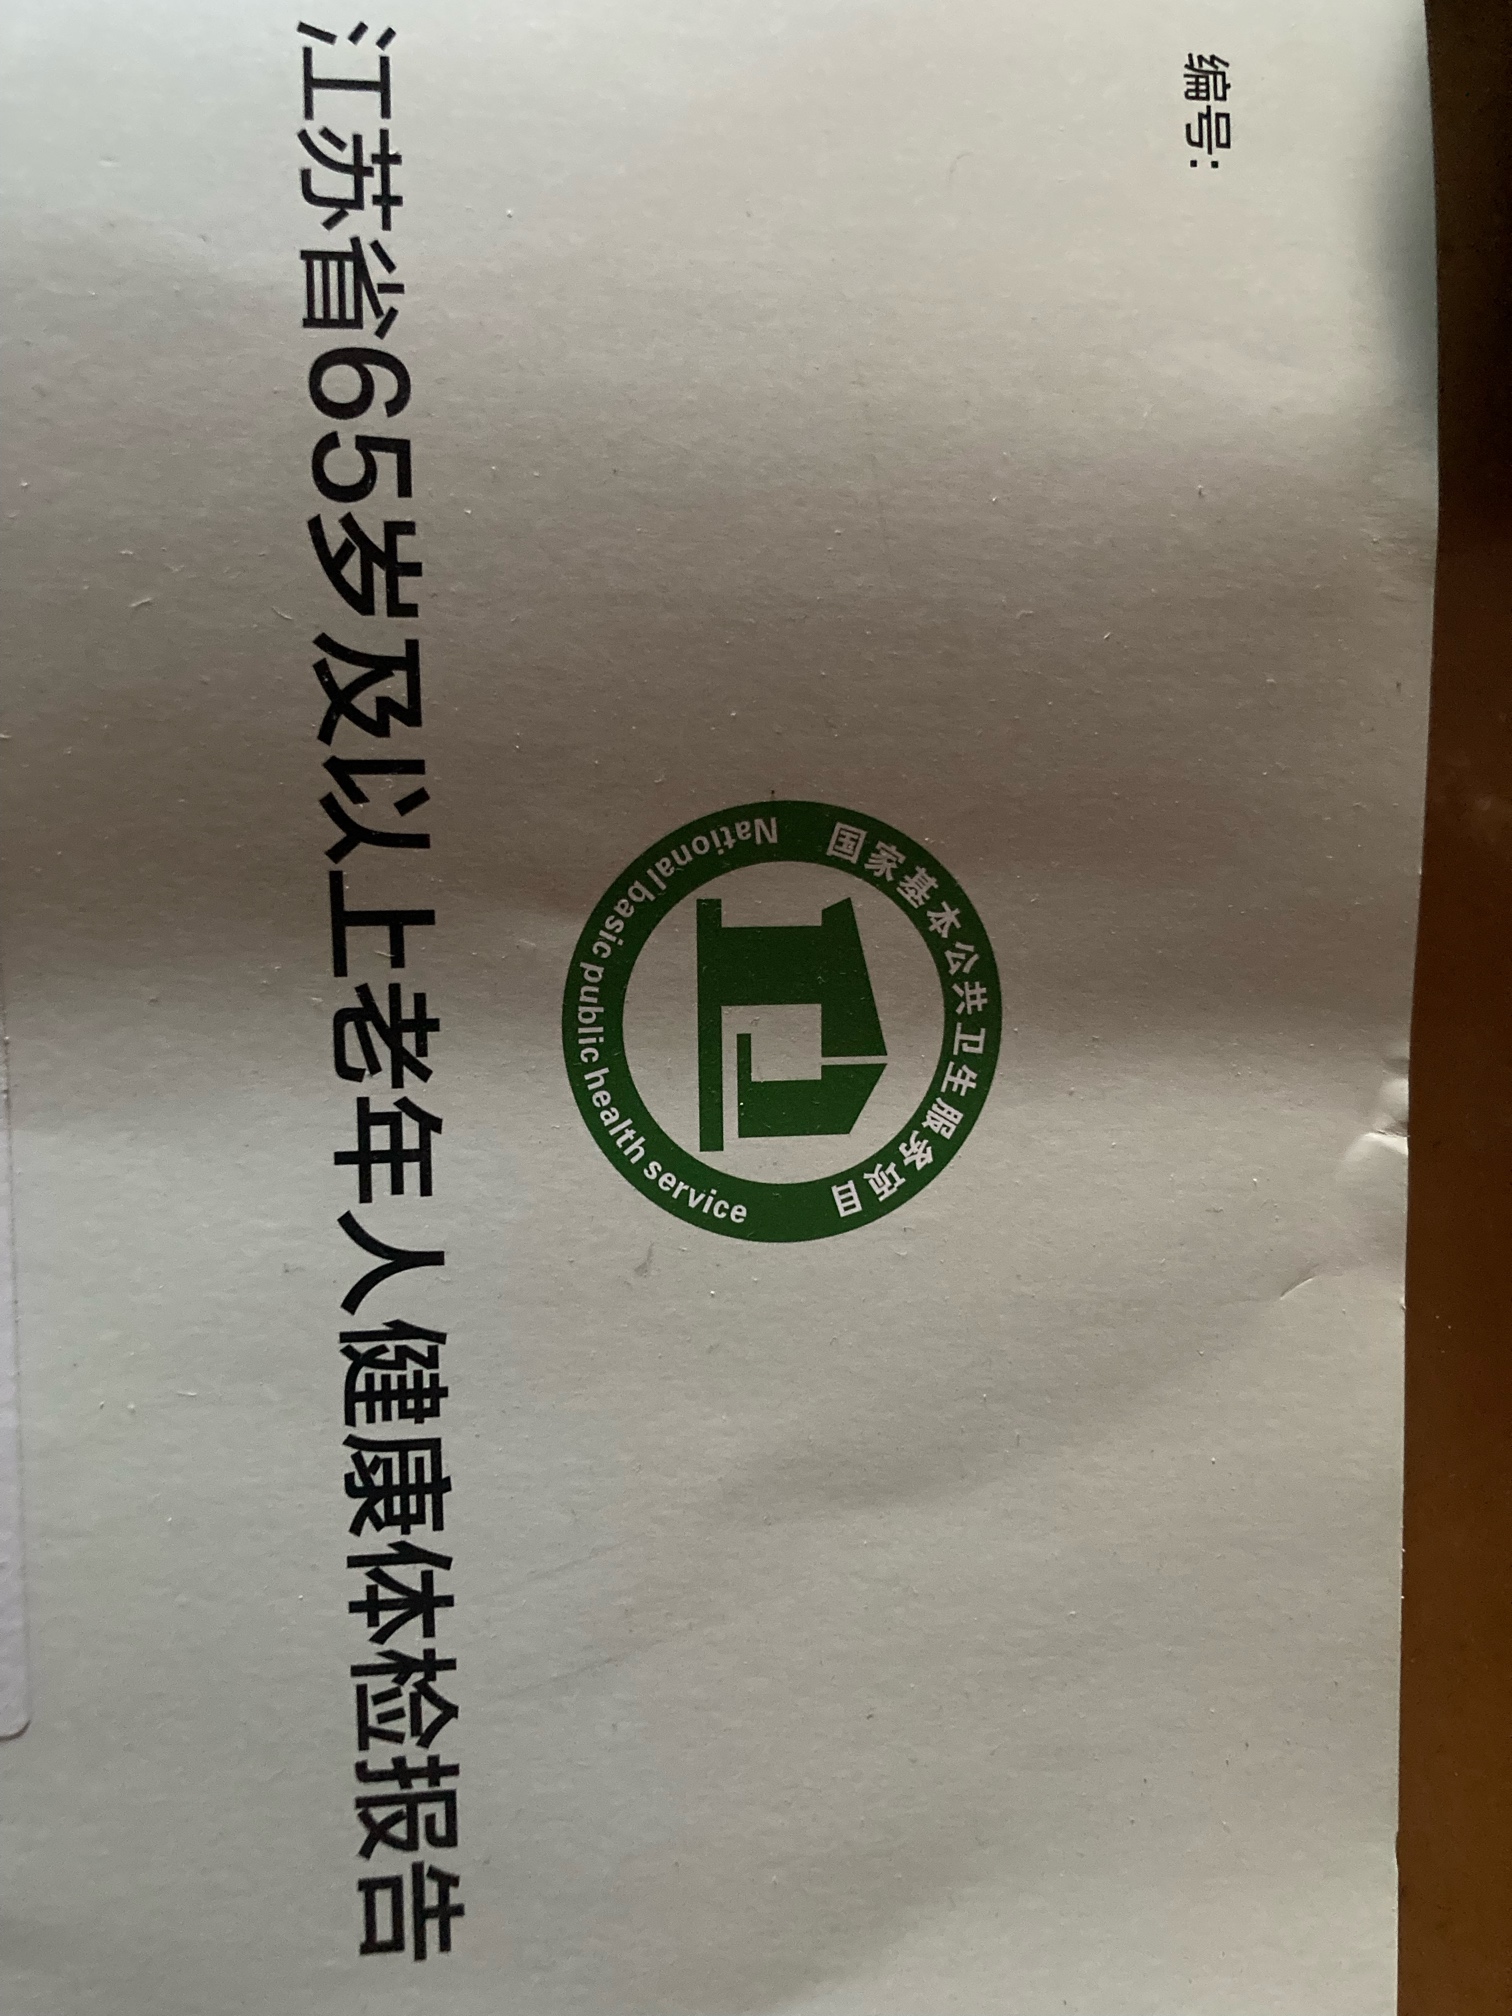 编号:
国家基本公共卫生服务项目
National basic public health service
江苏省65岁及以上老年人健康体检报告